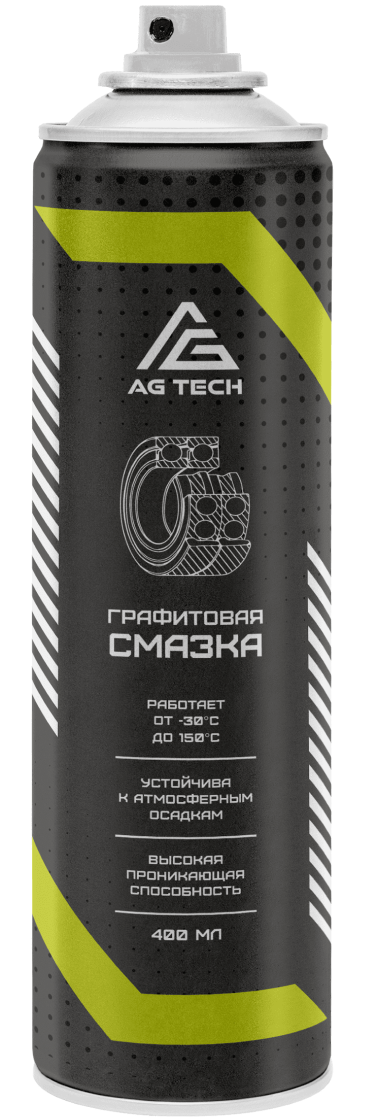 AG TECH
ГРАФИТОВАЯ
СМАЗКА
РАБОТАЕТ
ОТ -30°С
ДО 150°С
УСТОЙЧИВА
К АТМОСФЕРНЫМ
ОСАДКАМ
ВЫСОКАЯ
ПРОНИКАЮЩАЯ
СПОСОБНОСТЬ
400 МЛ